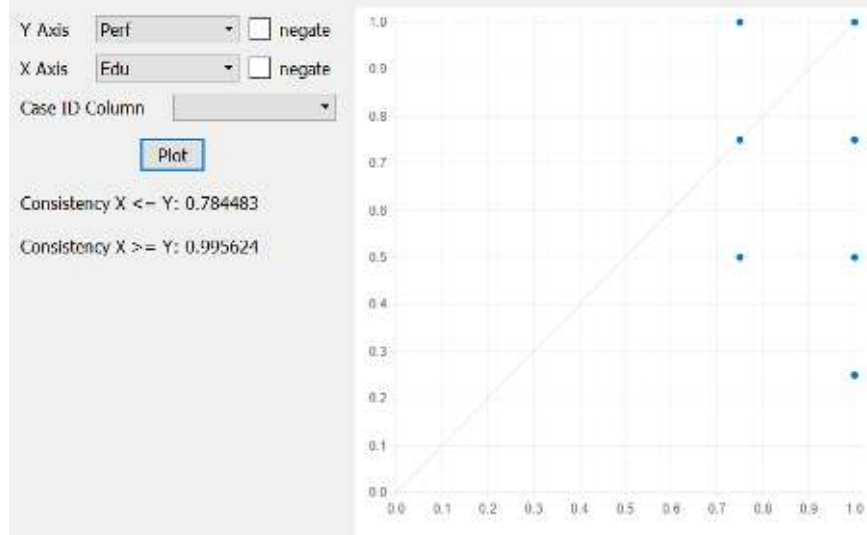 Y Axis Perf negate
X Axis Edu negate
Case ID Column
Plot
Consistency X <= Y: 0.784483
Consistency X >= Y: 0.995624
1.0
0.9
0.8
0.7
0.6
0.5
0.4
0.3
0.2
0.1
0.0
0.0 0.1 0.2 0.3 0.4 0.5 0.6 0.7 0.8 0.9 1.0